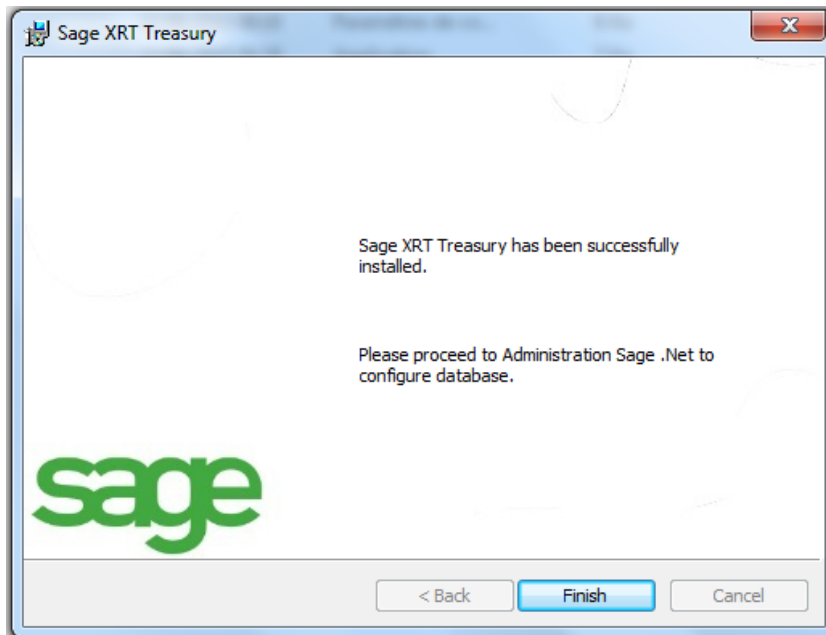 Sage XRT Treasury
Sage XRT Treasury has been successfully
installed.
Please proceed to Administration Sage .Net to
configure database.
sage
< Back
Finish
Cancel